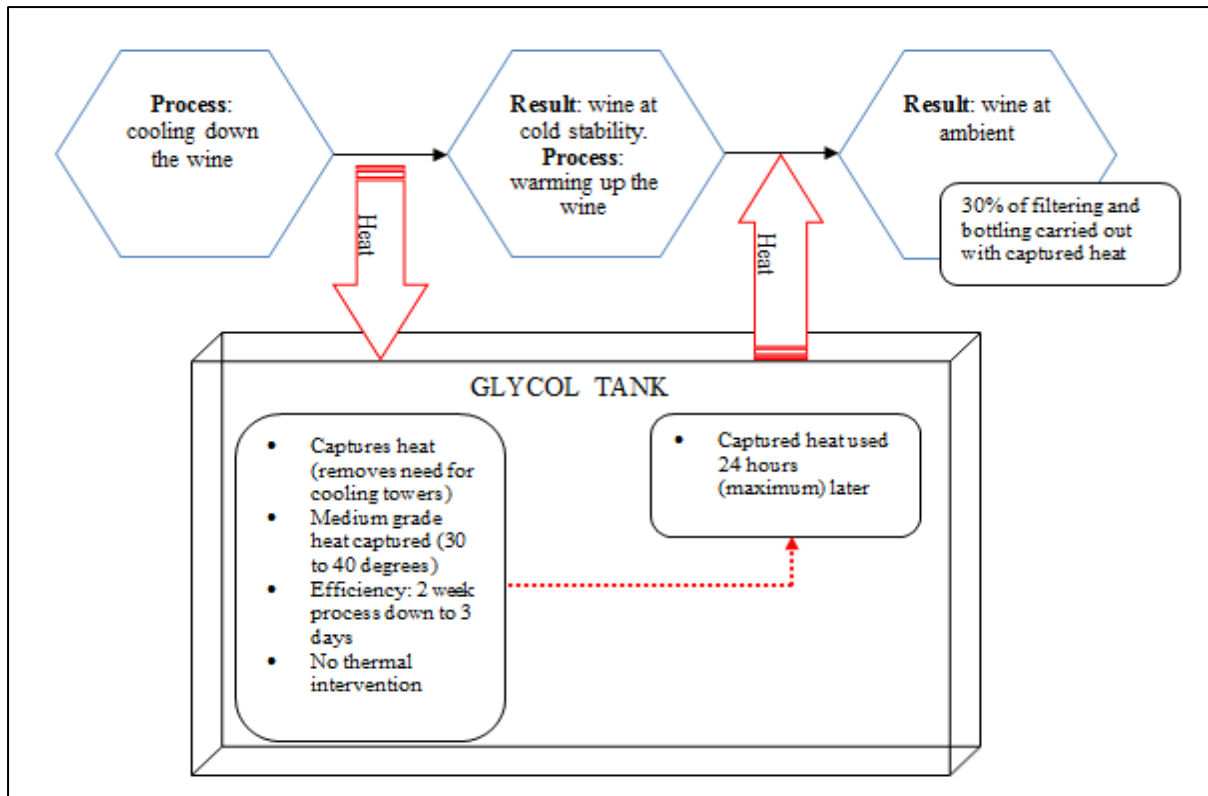 Process:
cooling down
the wine
Result: wine at
cold stability.
Process:
warming up the
wine
Result: wine at
ambient
30% of filtering and
bottling carried out
with captured heat
Heat
Heat
GLYCOL TANK
• Captures heat
(removes need for
cooling towers)
• Medium grade
heat captured (30
to 40 degrees)
• Efficiency: 2 week
process down to 3
days
• No thermal
intervention
• Captured heat used
24 hours
(maximum) later